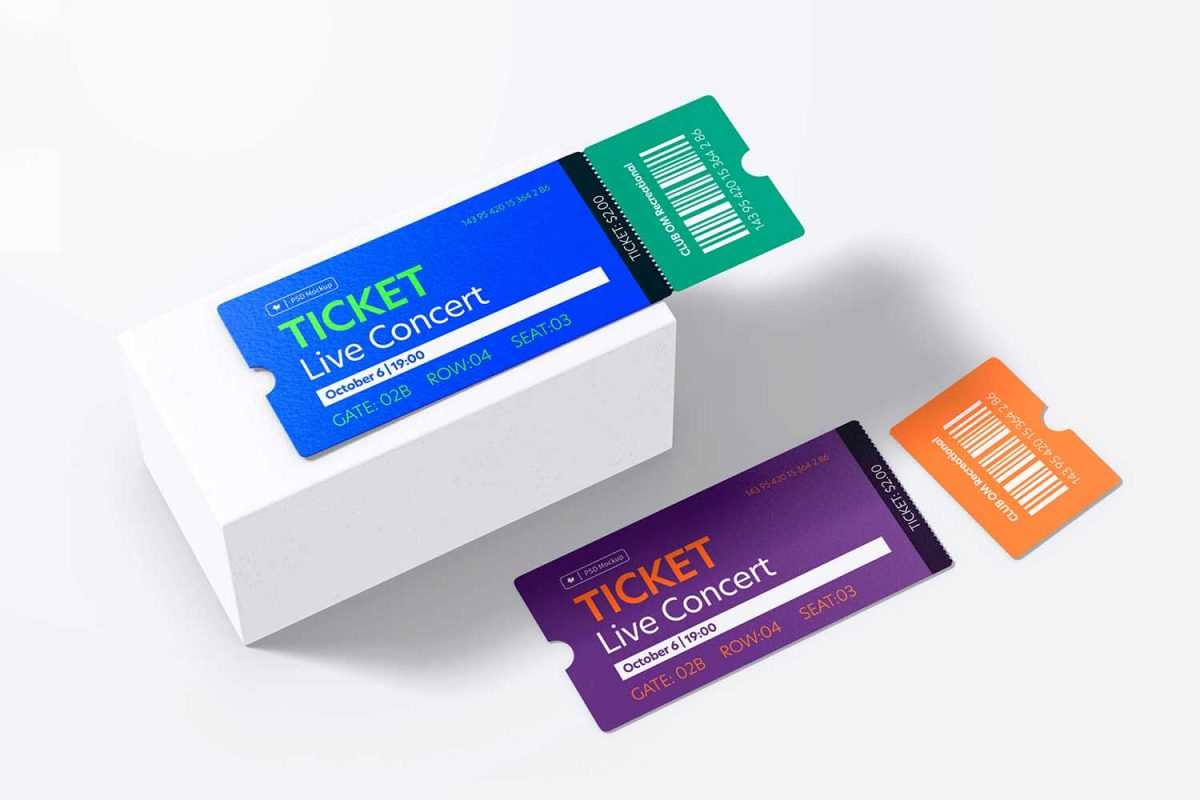 PSD Mockup
143 95 420 15 364 2 86
TICKET
Live Concert
October 6 | 19:00
GATE: 02B ROW:04 SEAT:03
TICKET: $2.00
CLUB OM Recreational
143 95 420 15 364 2 86
PSD Mockup
143 95 420 15 364 2 86
TICKET
Live Concert
October 6 | 19:00
GATE: 02B ROW:04 SEAT:03
TICKET: $2.00
CLUB OM Recreational
143 95 420 15 364 2 86